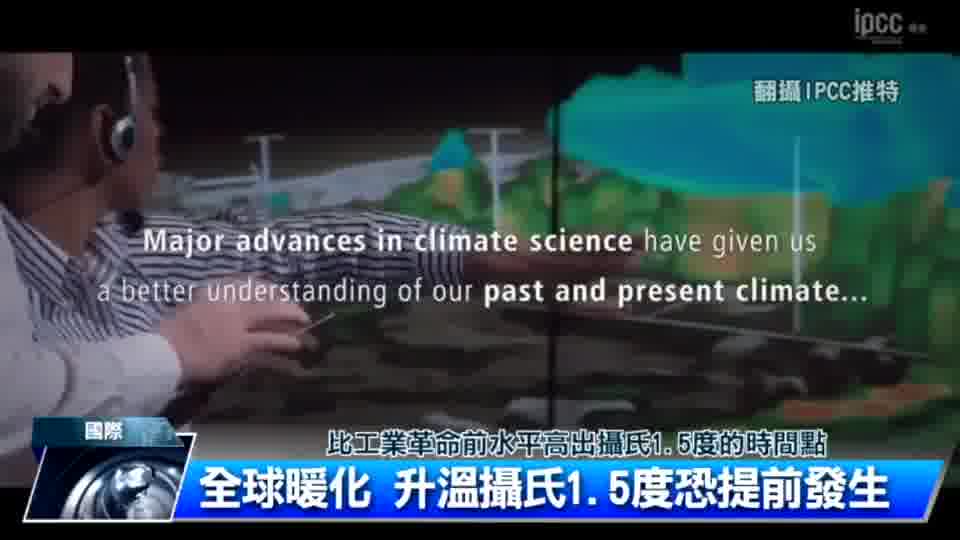 ipcc
翻攝IPCC推特
Major advances in climate science have given us
a better understanding of our past and present climate...
國際
比工業革命前水平高出攝氏1.5度的時間點
全球暖化 升溫攝氏1.5度恐提前發生